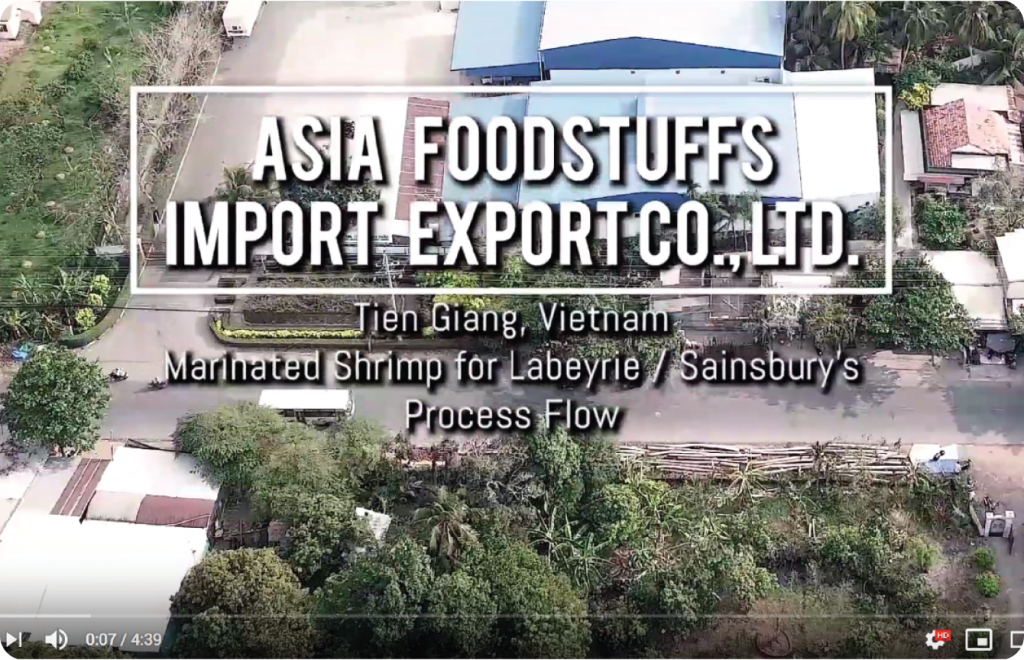 ASIA FOODSTUFFS
IMPORT EXPORT CO., LTD.
Tien Giang, Vietnam
Marinated Shrimp for Labeyrie / Sainsbury's
Process Flow
0:07 / 4:39
HD